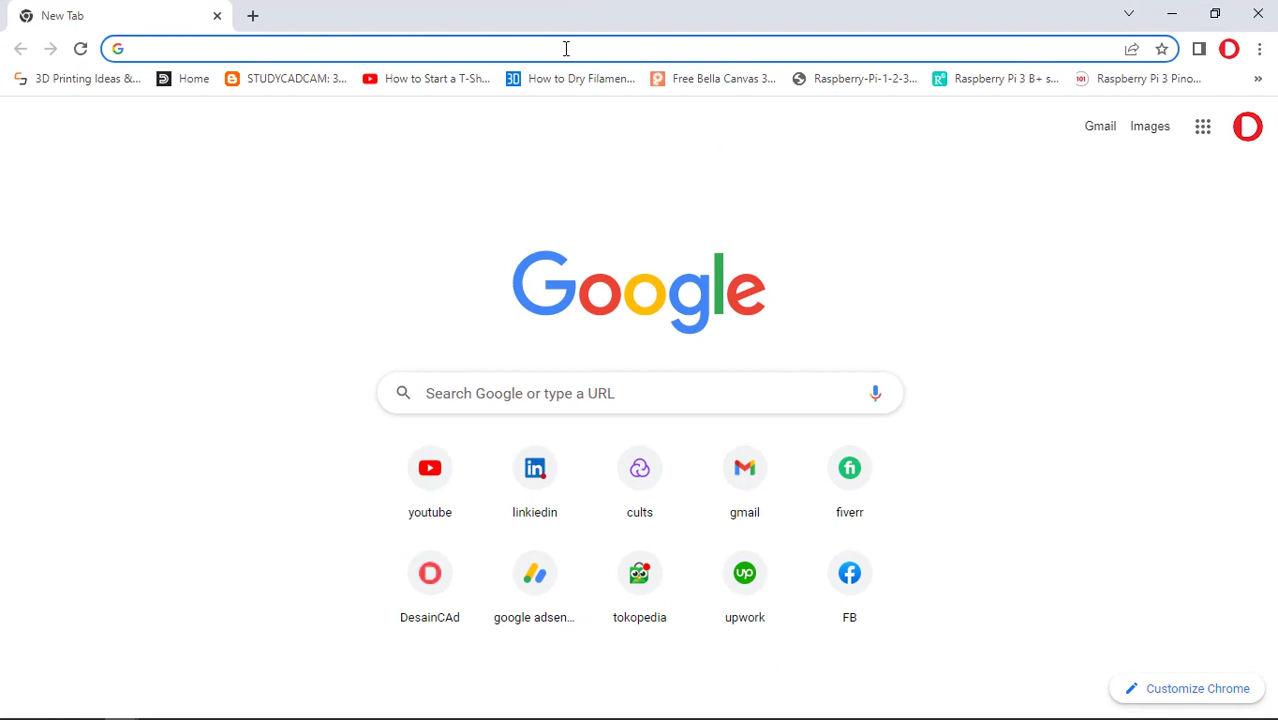 New Tab
3D Printing Ideas &...
Home
STUDYCADCAM: 3...
How to Start a T-Sh...
How to Dry Filamen...
Free Bella Canvas 3...
Raspberry-Pi-1-2-3...
Raspberry Pi 3 B+ s...
Raspberry Pi 3 Pino...
Gmail
Images
Google
Search Google or type a URL
youtube
linkiedin
cults
gmail
fiverr
DesainCAd
google adsen...
tokopedia
upwork
FB
Customize Chrome